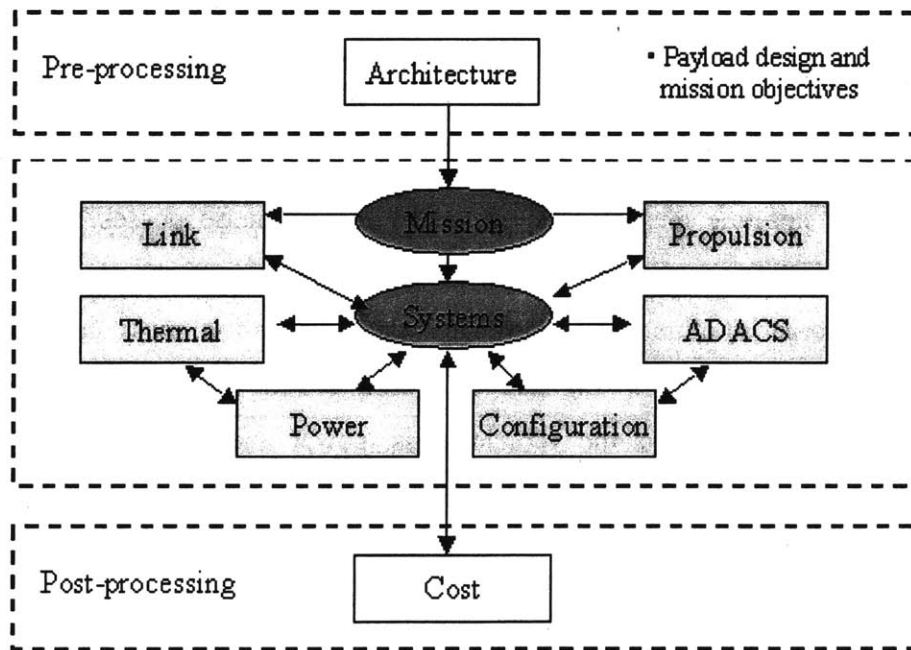 Pre-processing
Architecture
▪ Payload design and
mission objectives
Mission
Link
Propulsion
Systems
Thermal
ADACS
Power
Configuration
Post-processing
Cost